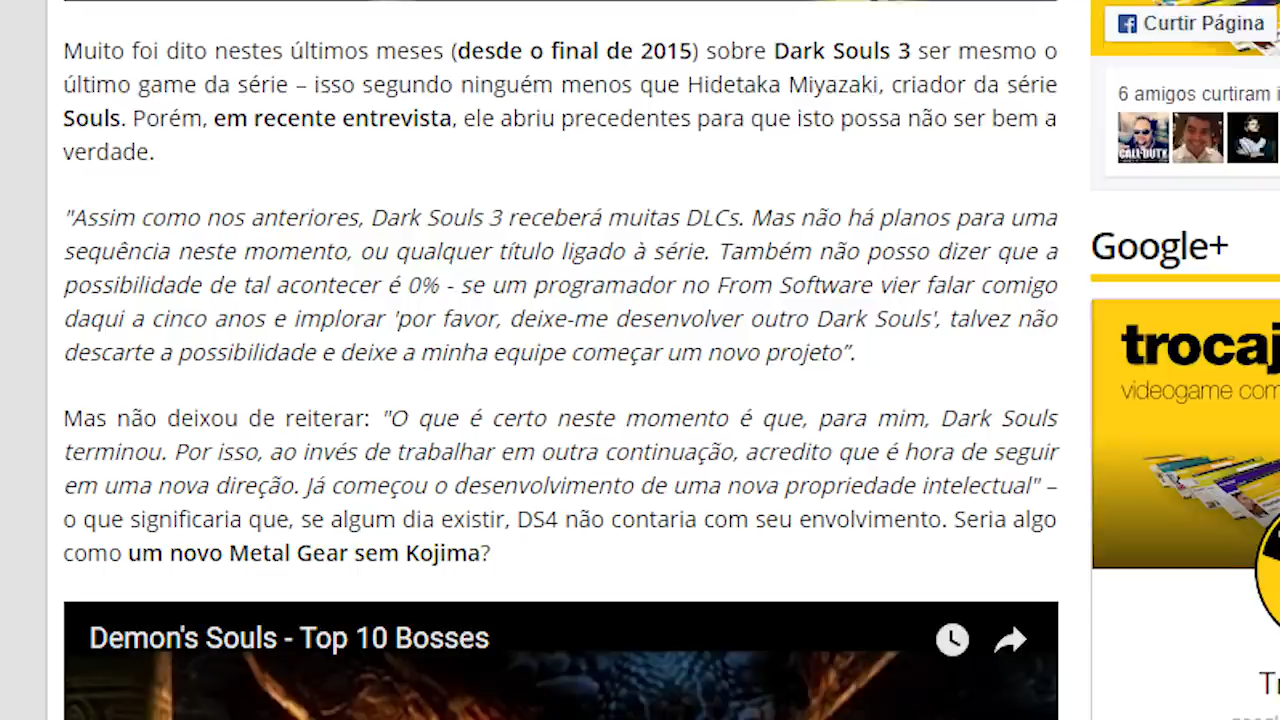 Muito foi dito nestes últimos meses (desde o final de 2015) sobre Dark Souls 3 ser mesmo o
último game da série – isso segundo ninguém menos que Hidetaka Miyazaki, criador da série
Souls. Porém, em recente entrevista, ele abriu precedentes para que isto possa não ser bem a
verdade.
"Assim como nos anteriores, Dark Souls 3 receberá muitas DLCs. Mas não há planos para uma
sequência neste momento, ou qualquer título ligado à série. Também não posso dizer que a
possibilidade de tal acontecer é 0% - se um programador no From Software vier falar comigo
daqui a cinco anos e implorar 'por favor, deixe-me desenvolver outro Dark Souls', talvez não
descarte a possibilidade e deixe a minha equipe começar um novo projeto”.
Mas não deixou de reiterar: "O que é certo neste momento é que, para mim, Dark Souls
terminou. Por isso, ao invés de trabalhar em outra continuação, acredito que é hora de seguir
em uma nova direção. Já começou o desenvolvimento de uma nova propriedade intelectual" –
o que significaria que, se algum dia existir, DS4 não contaria com seu envolvimento. Seria algo
como um novo Metal Gear sem Kojima?
Demon's Souls - Top 10 Bosses
Curtir Página
6 amigos curtiram i
CALL DUTY
Google+
trocaj
videogame com
Tr